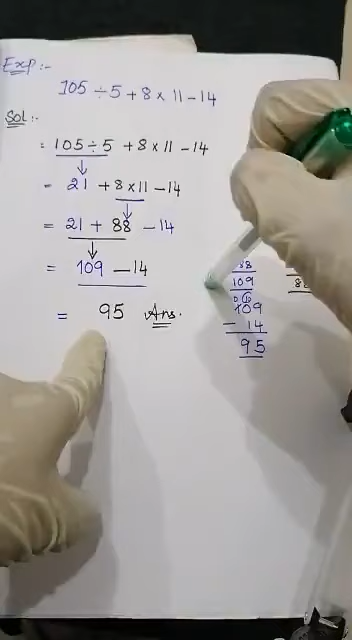 Exp:-
105 ÷ 5 + 8 × 11 - 14
Sol:-
= 105 ÷ 5 + 8 × 11 - 14
= 21 + 8 × 11 - 14
= 21 + 88 - 14
= 109 - 14
= 95 Ans.
88
109
109
- 14
95